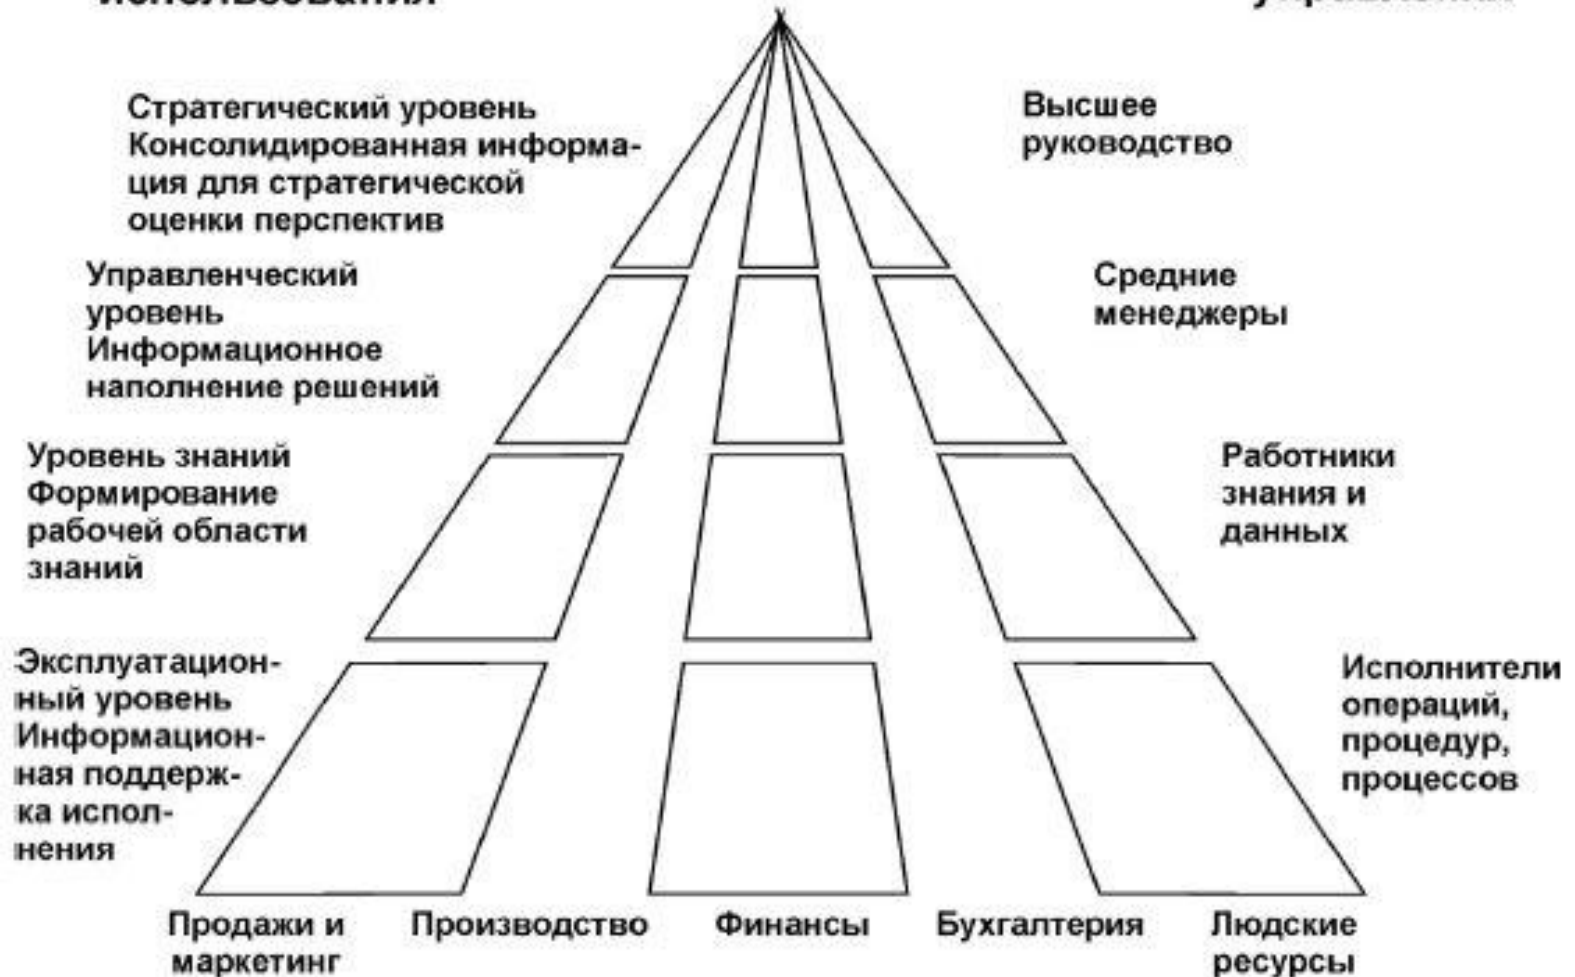 Стратегический уровень
Консолидированная информа-
ция для стратегической
оценки перспектив
Высшее
руководство
Управленческий
уровень
Информационное
наполнение решений
Средние
менеджеры
Уровень знаний
Формирование
рабочей области
знаний
Работники
знания и
данных
Эксплуатацион-
ный уровень
Информацион-
ная поддерж-
ка испол-
нения
Исполнители
операций,
процедур,
процессов
Продажи и
маркетинг
Производство
Финансы
Бухгалтерия
Людские
ресурсы